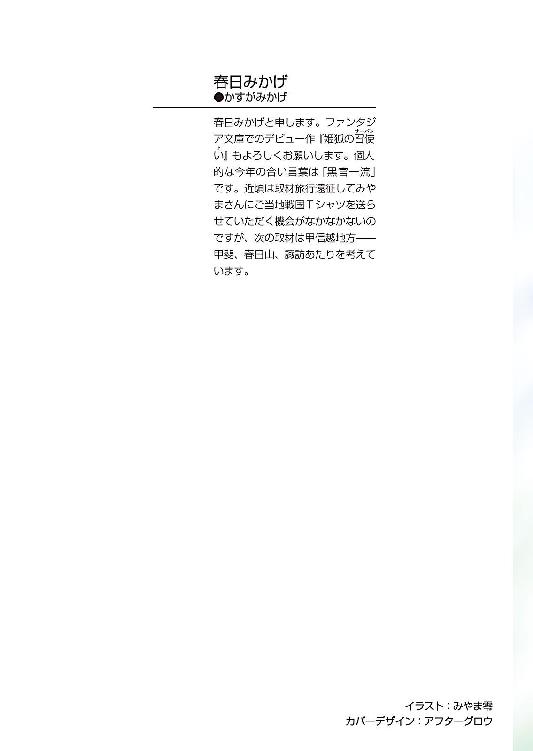 春日みかげ
●かすがみかげ
春日みかげと申します。ファンタジ
ア文庫でのデビュー作『雛狐の召使
い』もよろしくお願いします。個人
的な今年の合い言葉は「黒官一流」
です。近頃は取材旅行遠征してみや
まさんにご当地戦国Tシャツを送ら
せていただく機会がなかなかないの
ですが、次の取材は甲信越地方――
甲斐、春日山、諏訪あたりを考えて
います。
イラスト：みやま零
カバーデザイン：アフターグロウ